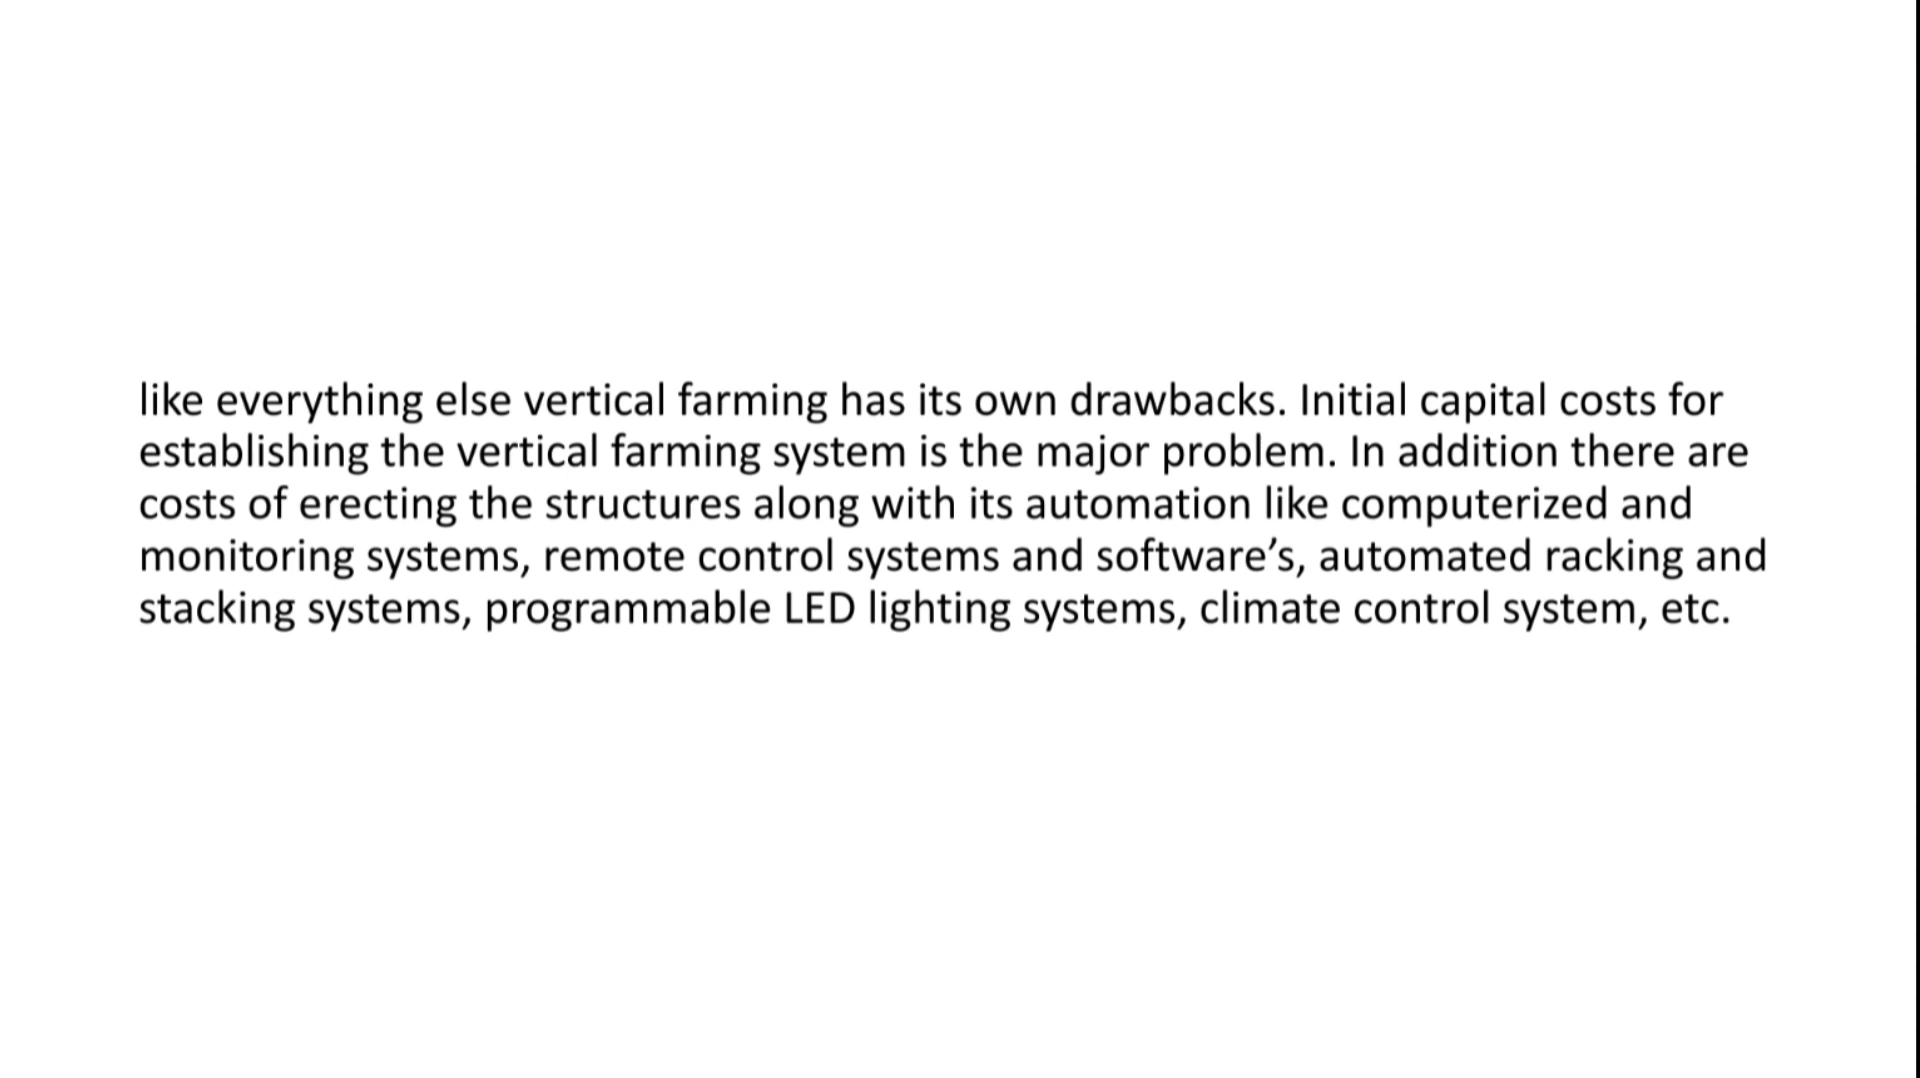 like everything else vertical farming has its own drawbacks. Initial capital costs for
establishing the vertical farming system is the major problem. In addition there are
costs of erecting the structures along with its automation like computerized and
monitoring systems, remote control systems and software’s, automated racking and
stacking systems, programmable LED lighting systems, climate control system, etc.